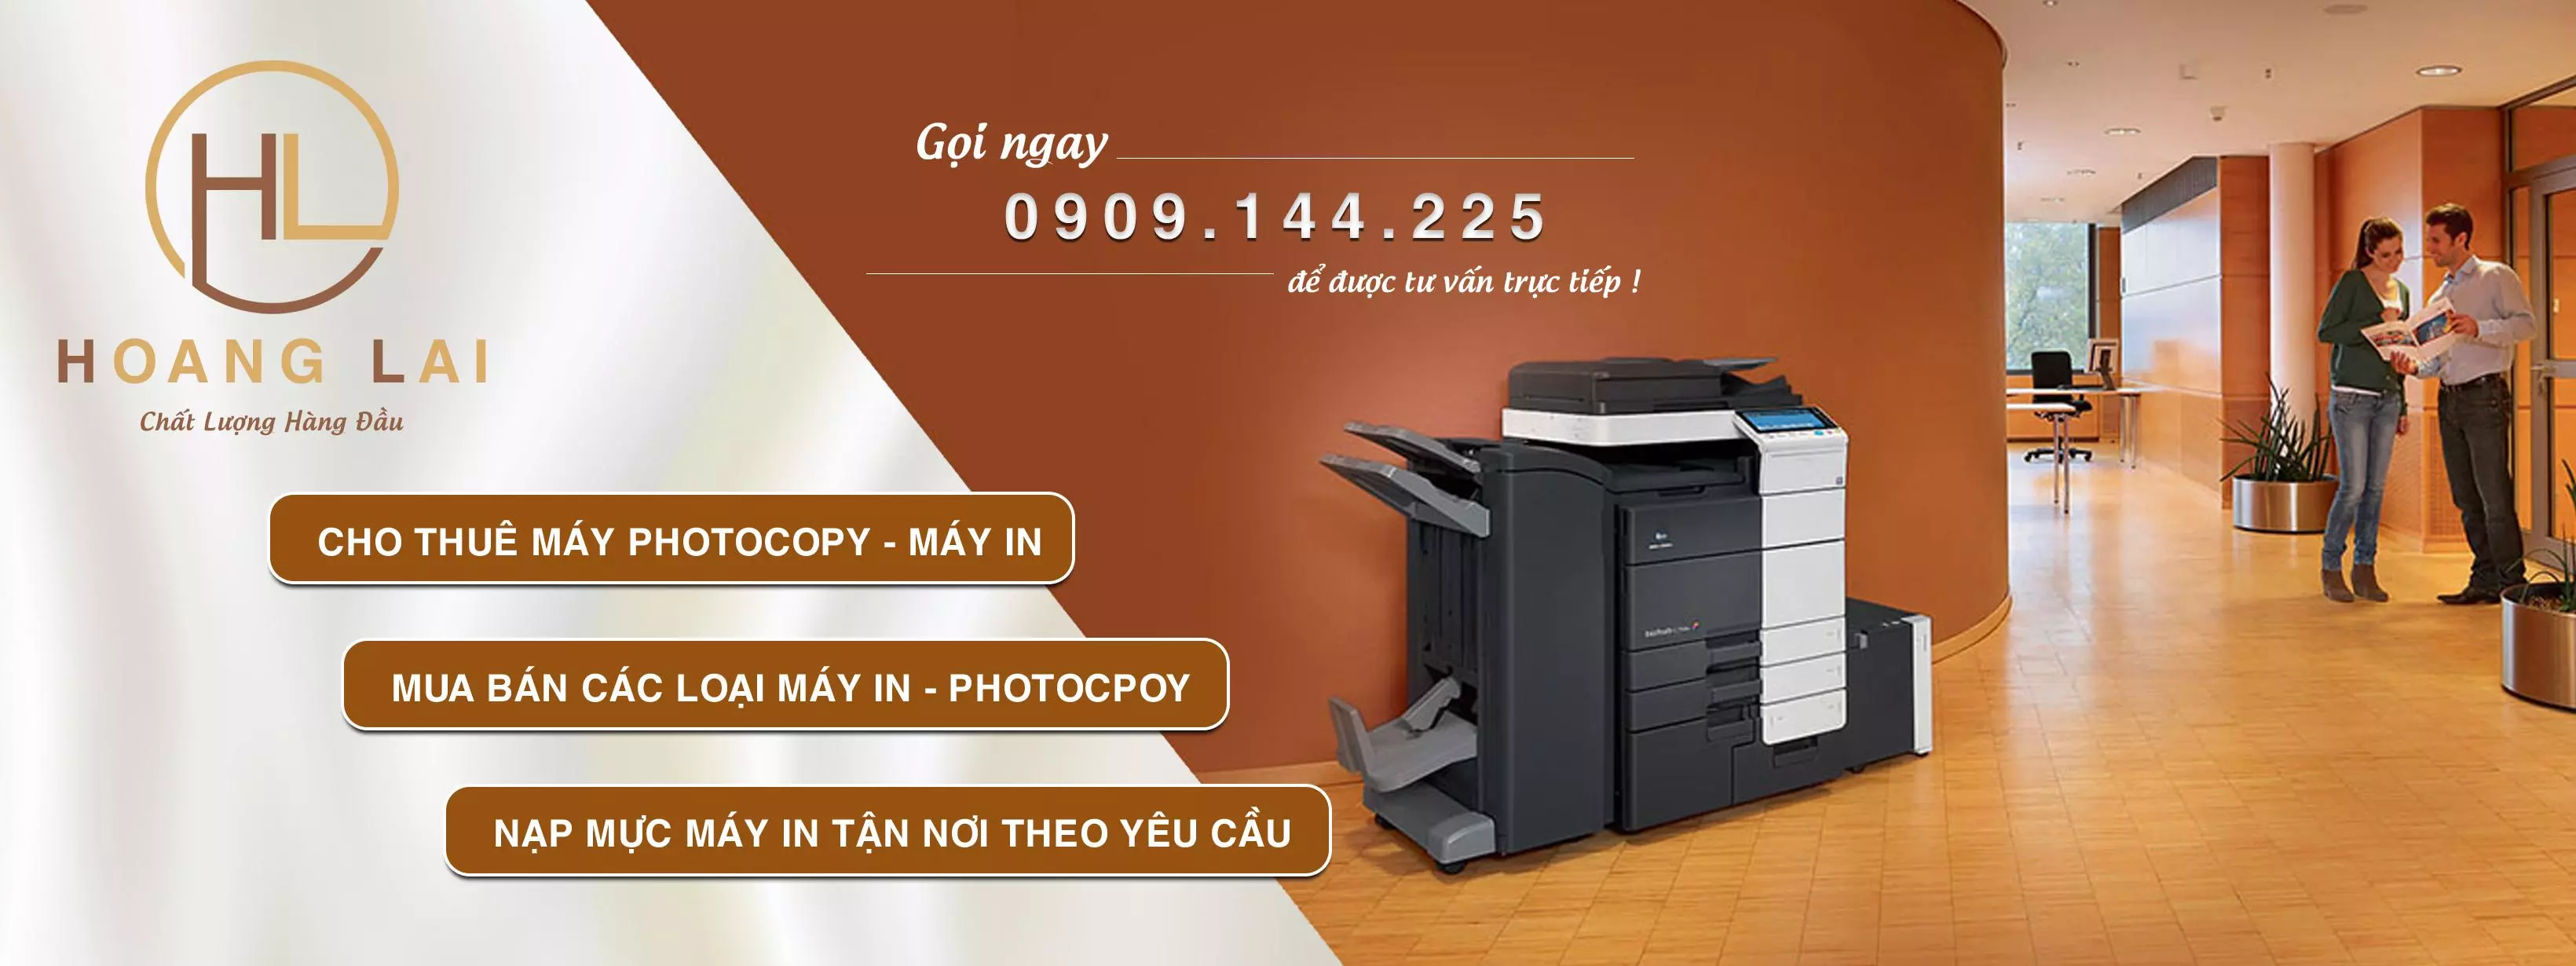 HL
HOANG LAI
Chất Lượng Hàng Đầu
Gọi ngay
0909.144.225
để được tư vấn trực tiếp !
CHO THUÊ MÁY PHOTOCOPY - MÁY IN
MUA BÁN CÁC LOẠI MÁY IN - PHOTOCPOY
NẠP MỰC MÁY IN TẬN NƠI THEO YÊU CẦU
bizhub